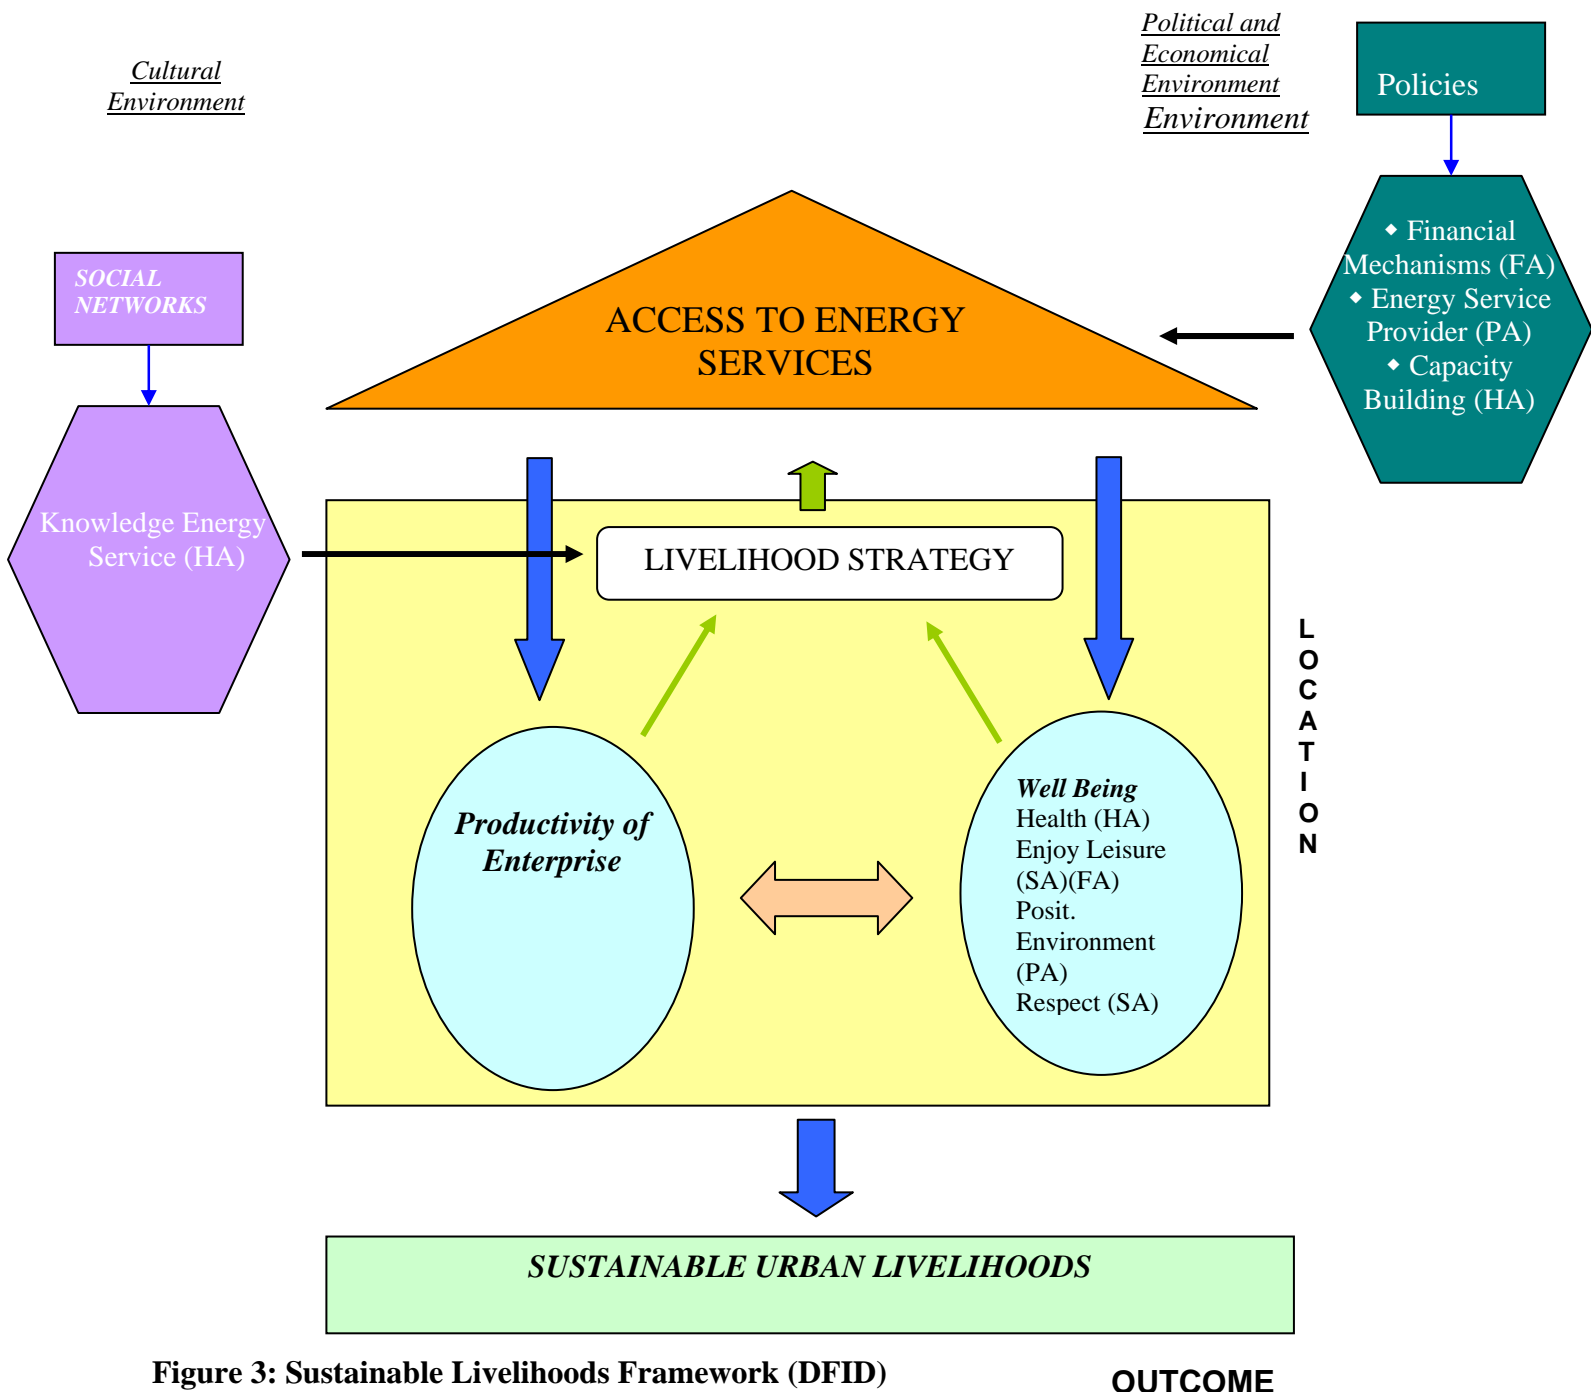 Cultural
Environment
Political and
Economical
Environment
Environment
Policies
SOCIAL
NETWORKS
◆ Financial
Mechanisms (FA)
◆ Energy Service
Provider (PA)
◆ Capacity
Building (HA)
ACCESS TO ENERGY
SERVICES
Knowledge Energy
Service (HA)
LIVELIHOOD STRATEGY
L
O
C
A
T
I
O
N
Productivity of
Enterprise
Well Being
Health (HA)
Enjoy Leisure
(SA)(FA)
Posit.
Environment
(PA)
Respect (SA)
SUSTAINABLE URBAN LIVELIHOODS
Figure 3: Sustainable Livelihoods Framework (DFID)
OUTCOME